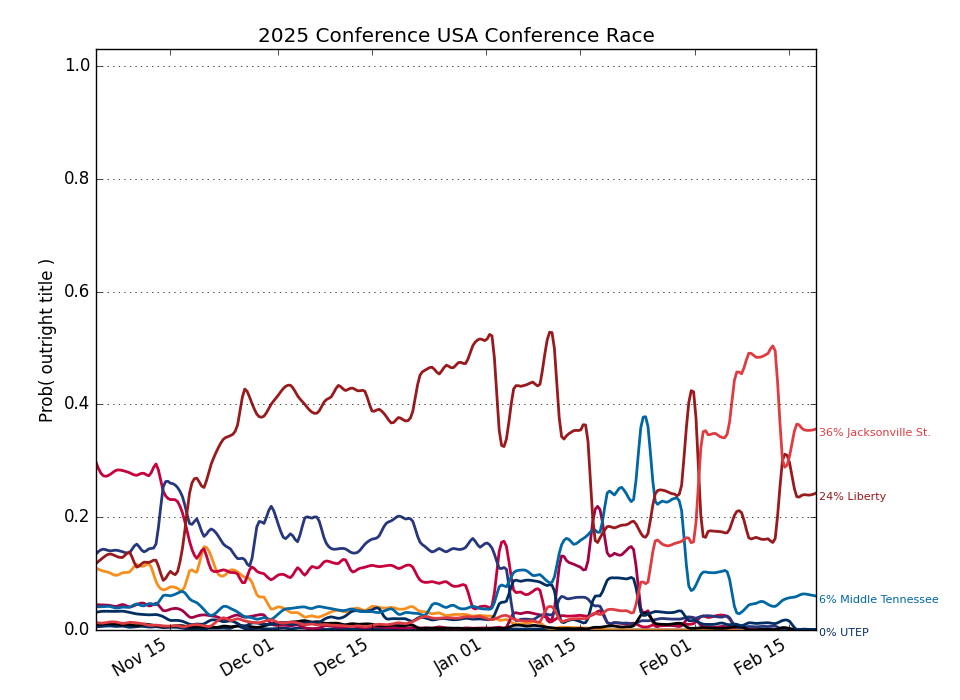 2025 Conference USA Conference Race
Prob( outright title )
1.0
0.8
0.6
0.4
0.2
0.0
Nov 15
Dec 01
Dec 15
Jan 01
Jan 15
Feb 01
Feb 15
36% Jacksonville St.
24% Liberty
6% Middle Tennessee
0% UTEP